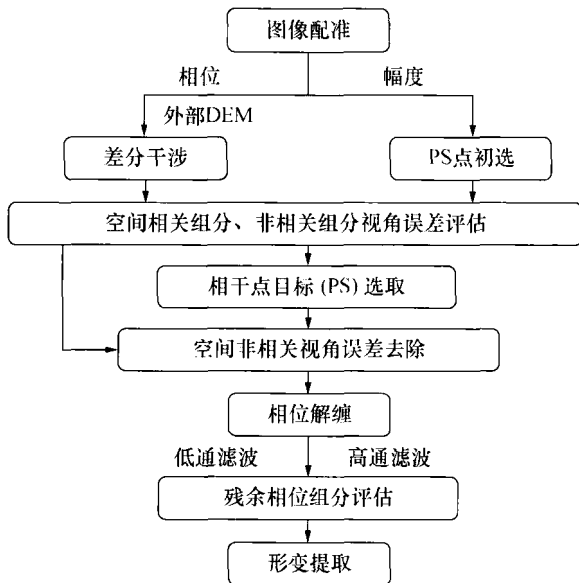 图像配准
相位
幅度
外部DEM
差分干涉
PS点初选
空间相关组分、非相关组分视角误差评估
相干点目标 (PS) 选取
空间非相关视角误差去除
相位解缠
低通滤波
高通滤波
残余相位组分评估
形变提取